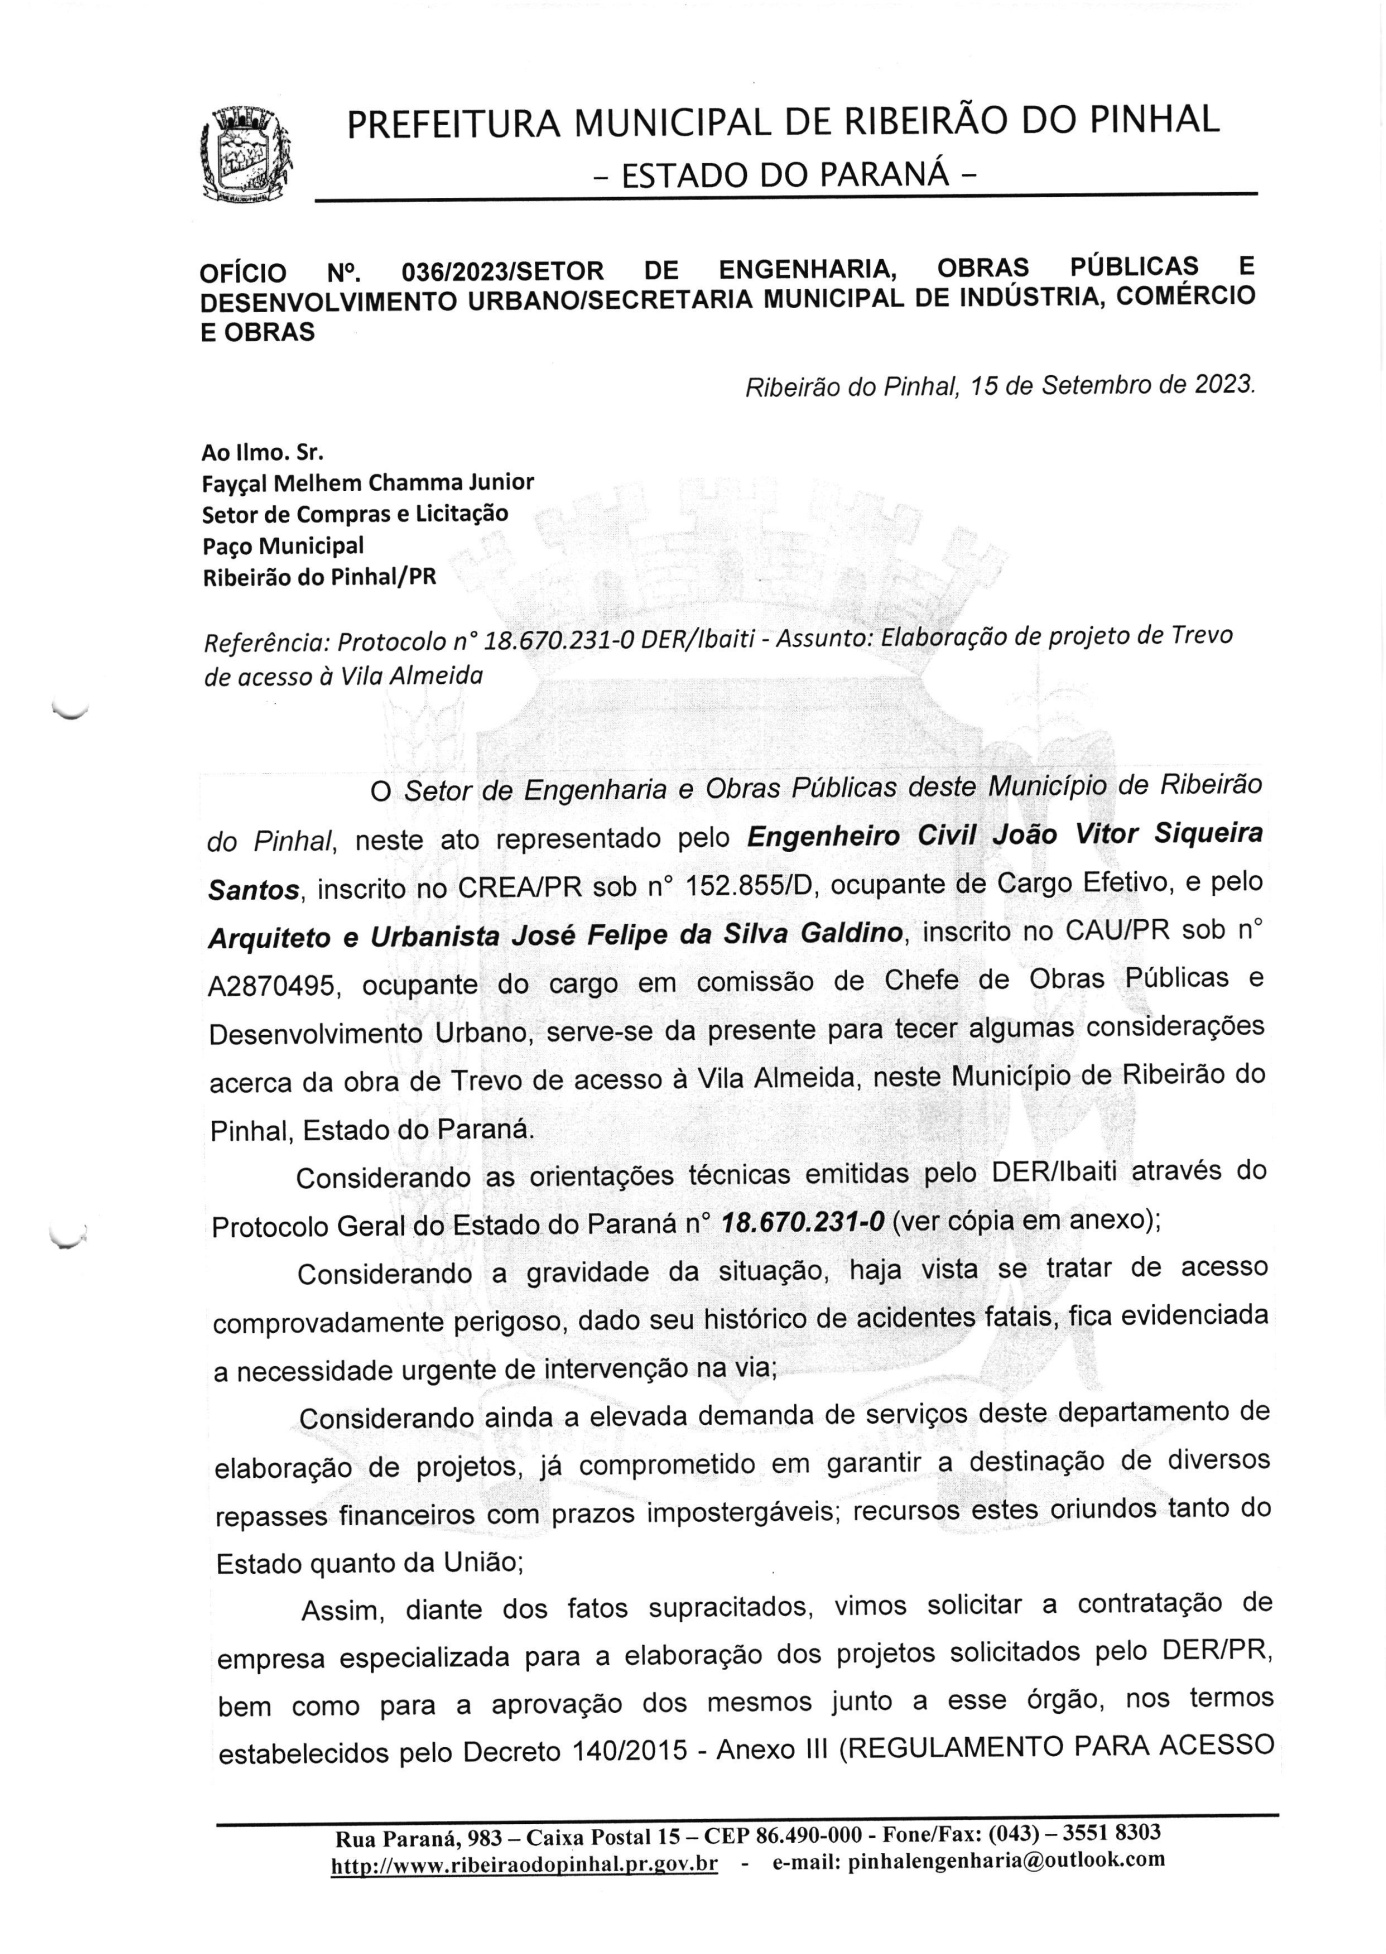 PREFEITURA MUNICIPAL DE RIBEIRÃO DO PINHAL
– ESTADO DO PARANÁ –
OFÍCIO Nº. 036/2023/SETOR DE ENGENHARIA, OBRAS PÚBLICAS E
DESENVOLVIMENTO URBANO/SECRETARIA MUNICIPAL DE INDÚSTRIA, COMÉRCIO
E OBRAS
Ribeirão do Pinhal, 15 de Setembro de 2023.
Ao Ilmo. Sr.
Fayçal Melhem Chamma Junior
Setor de Compras e Licitação
Paço Municipal
Ribeirão do Pinhal/PR
Referência: Protocolo n° 18.670.231-0 DER/Ibaiti - Assunto: Elaboração de projeto de Trevo
de acesso à Vila Almeida
O Setor de Engenharia e Obras Públicas deste Município de Ribeirão
do Pinhal, neste ato representado pelo Engenheiro Civil João Vitor Siqueira
Santos, inscrito no CREA/PR sob n° 152.855/D, ocupante de Cargo Efetivo, e pelo
Arquiteto e Urbanista José Felipe da Silva Galdino, inscrito no CAU/PR sob n°
A2870495, ocupante do cargo em comissão de Chefe de Obras Públicas e
Desenvolvimento Urbano, serve-se da presente para tecer algumas considerações
acerca da obra de Trevo de acesso à Vila Almeida, neste Município de Ribeirão do
Pinhal, Estado do Paraná.
Considerando as orientações técnicas emitidas pelo DER/Ibaiti através do
Protocolo Geral do Estado do Paraná n° 18.670.231-0 (ver cópia em anexo);
Considerando a gravidade da situação, haja vista se tratar de acesso
comprovadamente perigoso, dado seu histórico de acidentes fatais, fica evidenciada
a necessidade urgente de intervenção na via;
Considerando ainda a elevada demanda de serviços deste departamento de
elaboração de projetos, já comprometido em garantir a destinação de diversos
repasses financeiros com prazos impostergáveis; recursos estes oriundos tanto do
Estado quanto da União;
Assim, diante dos fatos supracitados, vimos solicitar a contratação de
empresa especializada para a elaboração dos projetos solicitados pelo DER/PR,
bem como para a aprovação dos mesmos junto a esse órgão, nos termos
estabelecidos pelo Decreto 140/2015 - Anexo III (REGULAMENTO PARA ACESSO
Rua Paraná, 983 – Caixa Postal 15 – CEP 86.490-000 - Fone/Fax: (043) – 3551 8303
http://www.ribeiraodopinhal.pr.gov.br - e-mail: pinhalengenharia@outlook.com